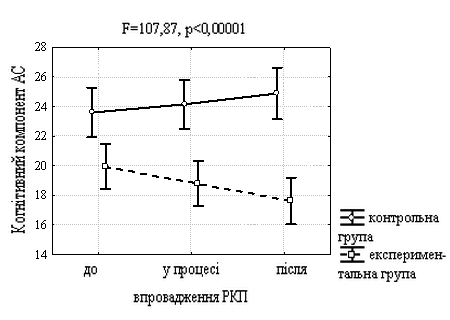 F=107,87, p<0,00001
Когнітивний компонент АС
28
26
24
22
20
18
16
14
до
у процесі
після
впровадження РКП
контрольна
група
експеримен-
тальна група